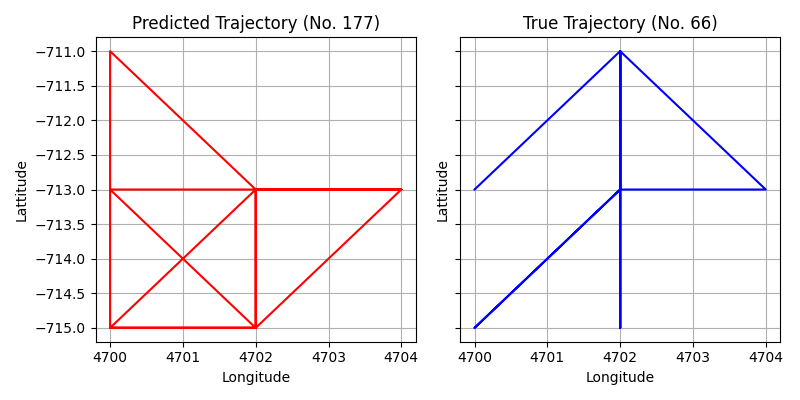 Predicted Trajectory (No. 177)
True Trajectory (No. 66)
Lattitude
−711.0
−711.5
−712.0
−712.5
−713.0
−713.5
−714.0
−714.5
−715.0
4700 4701 4702 4703 4704
Longitude
Lattitude
4700 4701 4702 4703 4704
Longitude